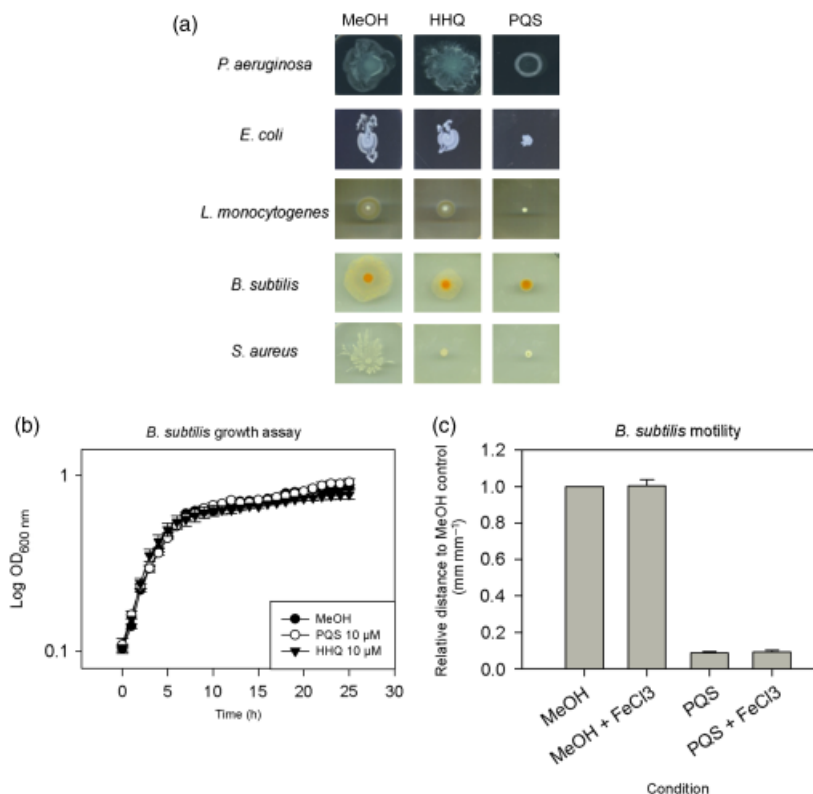 (a)
MeOH HHQ PQS
P. aeruginosa
E. coli
L. monocytogenes
B. subtilis
S. aureus
(b)
B. subtilis growth assay
Log OD600 nm
1
0.1
0 5 10 15 20 25 30
Time (h)
MeOH
PQS 10 µM
HHQ 10 µM
(c)
B. subtilis motility
Relative distance to MeOH control
(mm mm⁻¹)
1.2
1.0
0.8
0.6
0.4
0.2
0.0
MeOH
MeOH + FeCl3
PQS
PQS + FeCl3
Condition